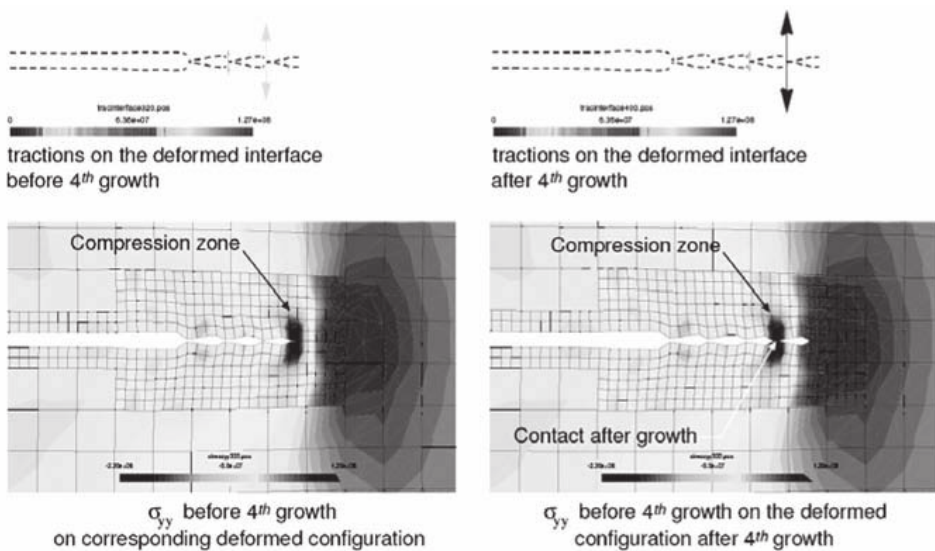 0 6.36e+07 1.27e+08
tractions on the deformed interface
before 4th growth
0 6.36e+07 1.27e+08
tractions on the deformed interface
after 4th growth
Compression zone
σyy before 4th growth
on corresponding deformed configuration
Compression zone
Contact after growth
σyy before 4th growth on the deformed
configuration after 4th growth